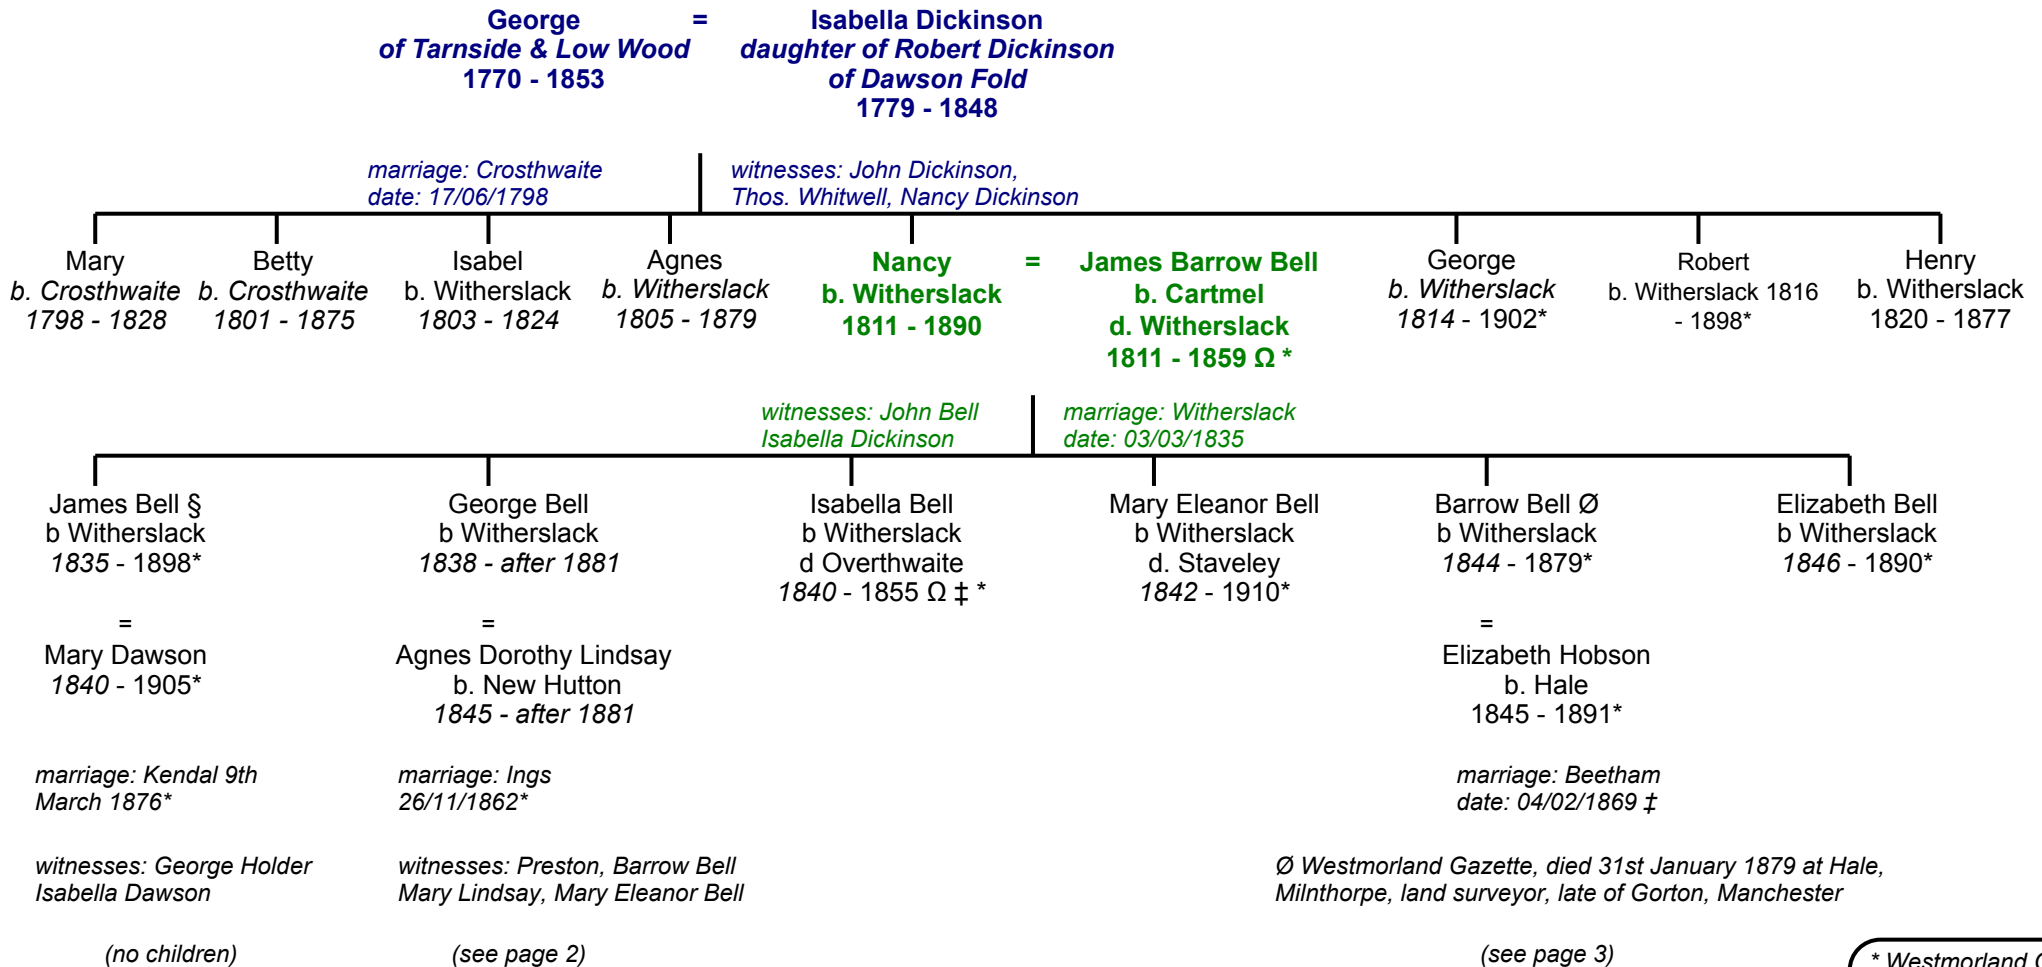 George = Isabella Dickinson
of Tarnside & Low Wood daughter of Robert Dickinson
1770 - 1853 of Dawson Fold
1779 - 1848
marriage: Crosthwaite
date: 17/06/1798
witnesses: John Dickinson,
Thos. Whitwell, Nancy Dickinson
Mary
b. Crosthwaite
1798 - 1828
Betty
b. Crosthwaite
1801 - 1875
Isabel
b. Witherslack
1803 - 1824
Agnes
b. Witherslack
1805 - 1879
Nancy
b. Witherslack
1811 - 1890
=
James Barrow Bell
b. Cartmel
d. Witherslack
1811 - 1859 Ω *
George
b. Witherslack
1814 - 1902*
Robert
b. Witherslack 1816
- 1898*
Henry
b. Witherslack
1820 - 1877
witnesses: John Bell
Isabella Dickinson
marriage: Witherslack
date: 03/03/1835
James Bell §
b Witherslack
1835 - 1898*
=
Mary Dawson
1840 - 1905*
marriage: Kendal 9th
March 1876*
witnesses: George Holder
Isabella Dawson
(no children)
George Bell
b Witherslack
1838 - after 1881
=
Agnes Dorothy Lindsay
b. New Hutton
1845 - after 1881
marriage: Ings
26/11/1862*
witnesses: Preston, Barrow Bell
Mary Lindsay, Mary Eleanor Bell
(see page 2)
Isabella Bell
b Witherslack
d Overthwaite
1840 - 1855 Ω ‡ *
Mary Eleanor Bell
b Witherslack
d. Staveley
1842 - 1910*
Barrow Bell Ø
b Witherslack
1844 - 1879*
=
Elizabeth Hobson
b. Hale
1845 - 1891*
marriage: Beetham
date: 04/02/1869 ‡
Ø Westmorland Gazette, died 31st January 1879 at Hale,
Milnthorpe, land surveyor, late of Gorton, Manchester
(see page 3)
Elizabeth Bell
b Witherslack
1846 - 1890*
* Westmorland